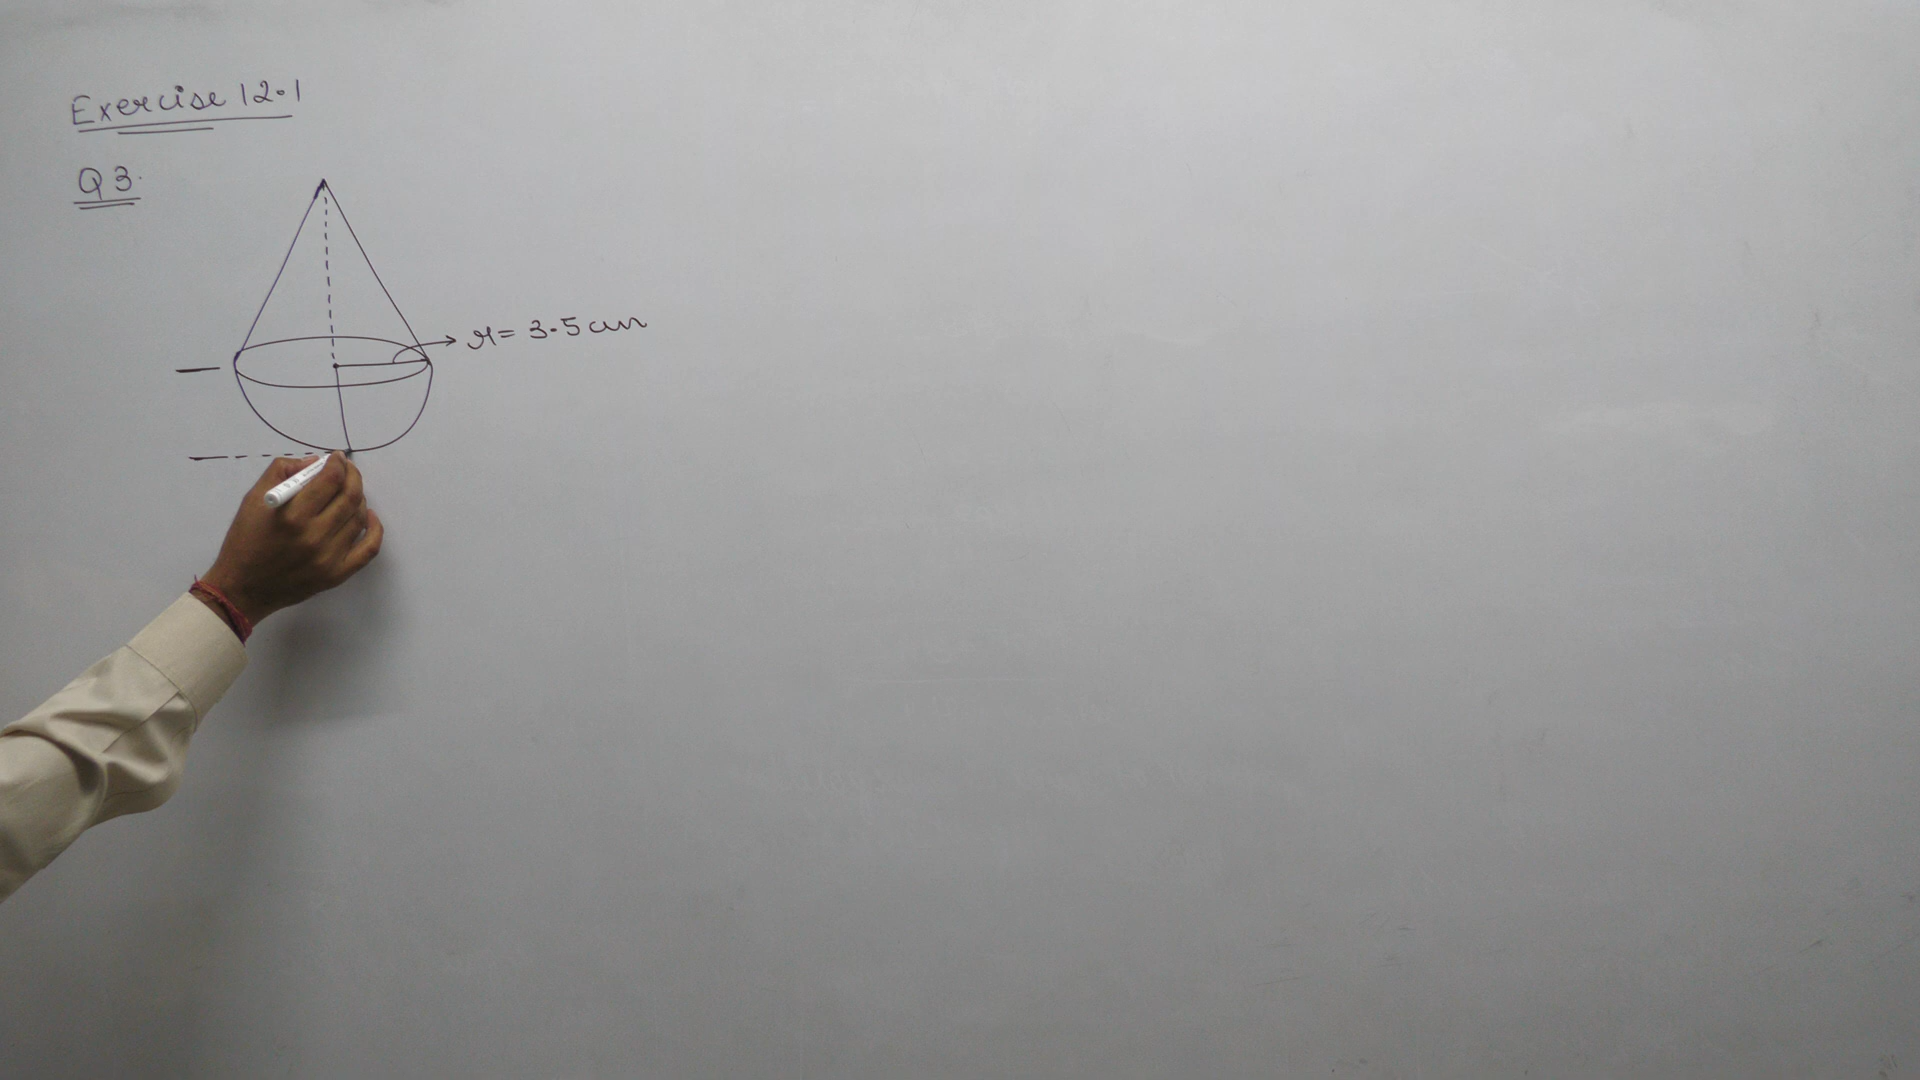 Exercise 12.1
Q3.
r = 3.5 cm